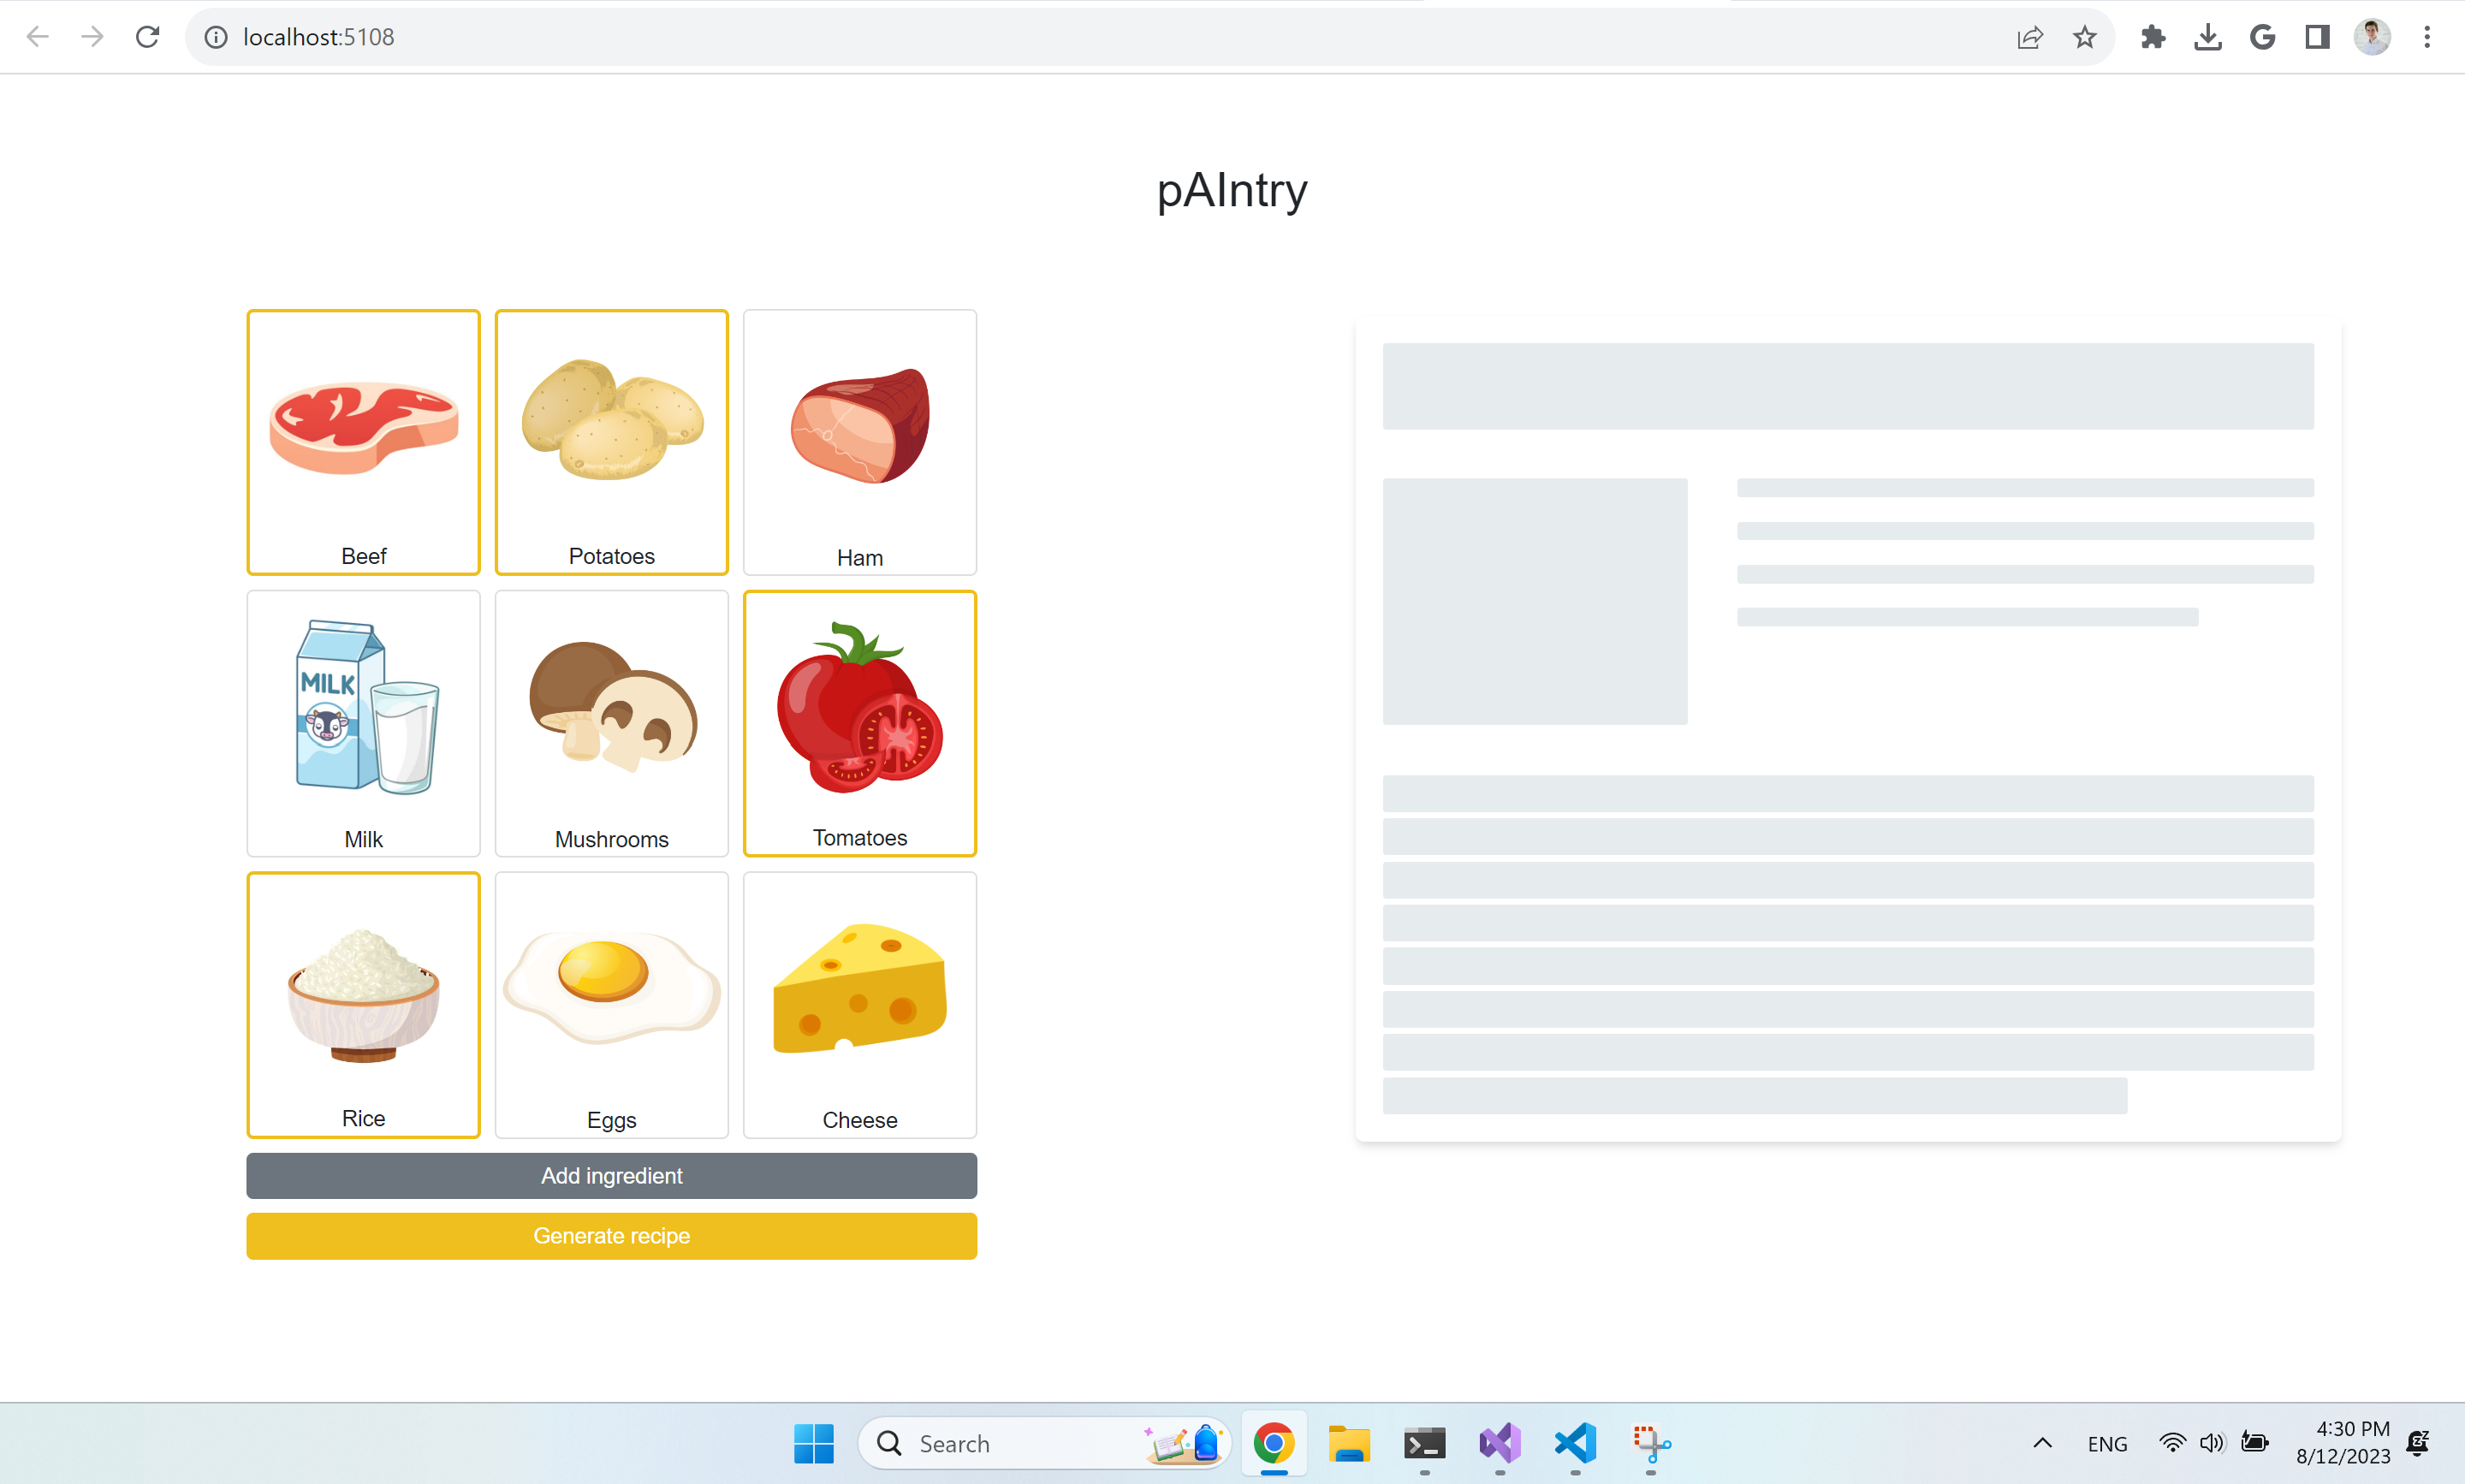 localhost:5108
pAIntry
Beef
Potatoes
Ham
MILK
Milk
Mushrooms
Tomatoes
Rice
Eggs
Cheese
Add ingredient
Generate recipe
Search
ENG
4:30 PM
8/12/2023